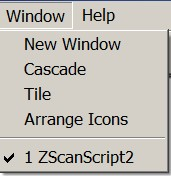 Window Help
New Window
Cascade
Tile
Arrange Icons
✓ 1 ZScanScript2